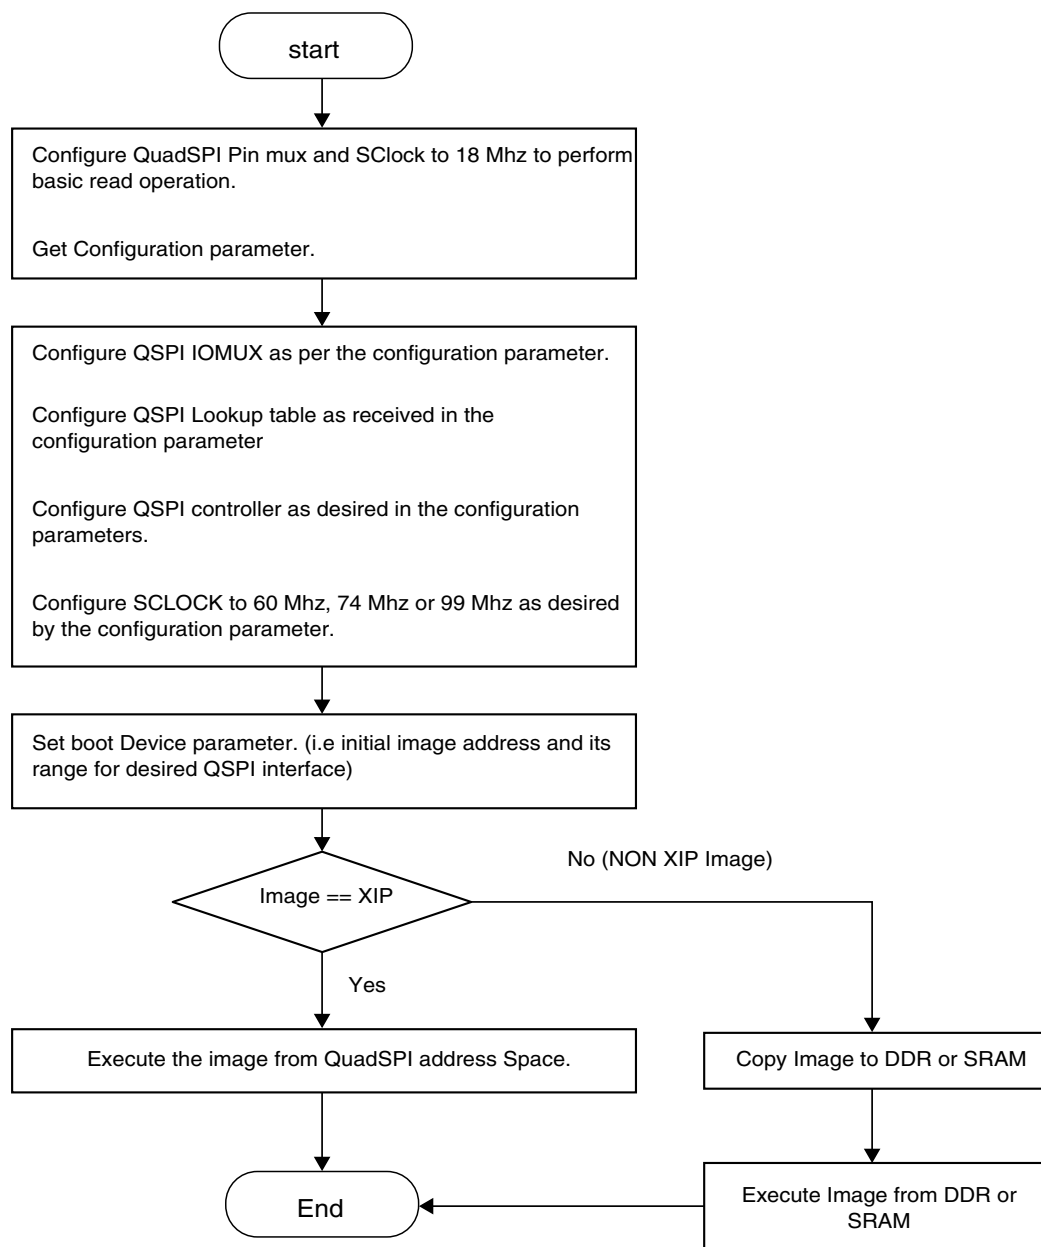 start
Configure QuadSPI Pin mux and SClock to 18 Mhz to perform
basic read operation.
Get Configuration parameter.
Configure QSPI IOMUX as per the configuration parameter.
Configure QSPI Lookup table as received in the
configuration parameter
Configure QSPI controller as desired in the configuration
parameters.
Configure SCLOCK to 60 Mhz, 74 Mhz or 99 Mhz as desired
by the configuration parameter.
Set boot Device parameter. (i.e initial image address and its
range for desired QSPI interface)
No (NON XIP Image)
Image == XIP
Yes
Execute the image from QuadSPI address Space.
Copy Image to DDR or SRAM
Execute Image from DDR or
SRAM
End